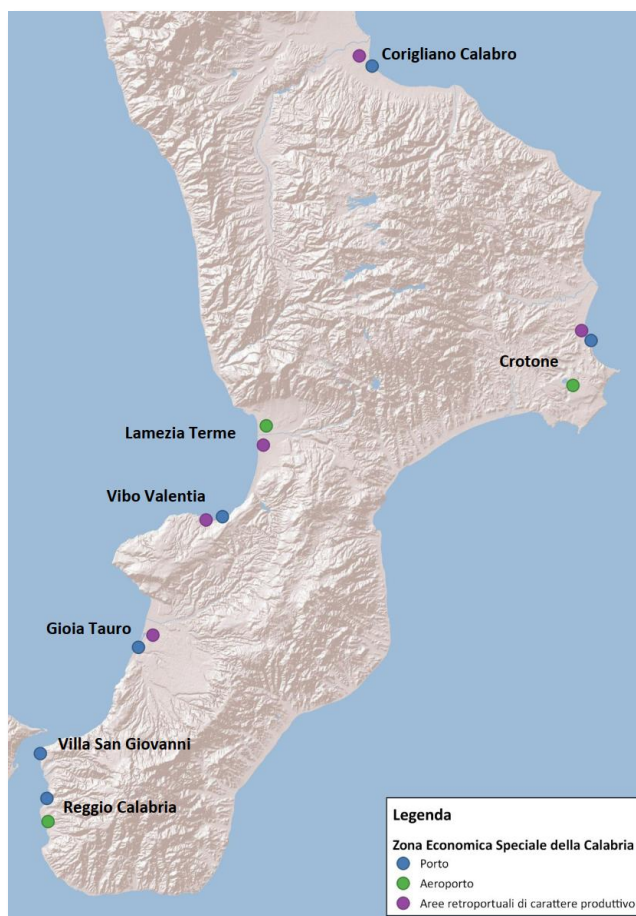 Corigliano Calabro
Crotone
Lamezia Terme
Vibo Valentia
Gioia Tauro
Villa San Giovanni
Reggio Calabria
Legenda
Zona Economica Speciale della Calabria
Porto
Aeroporto
Aree retroportuali di carattere produttivo